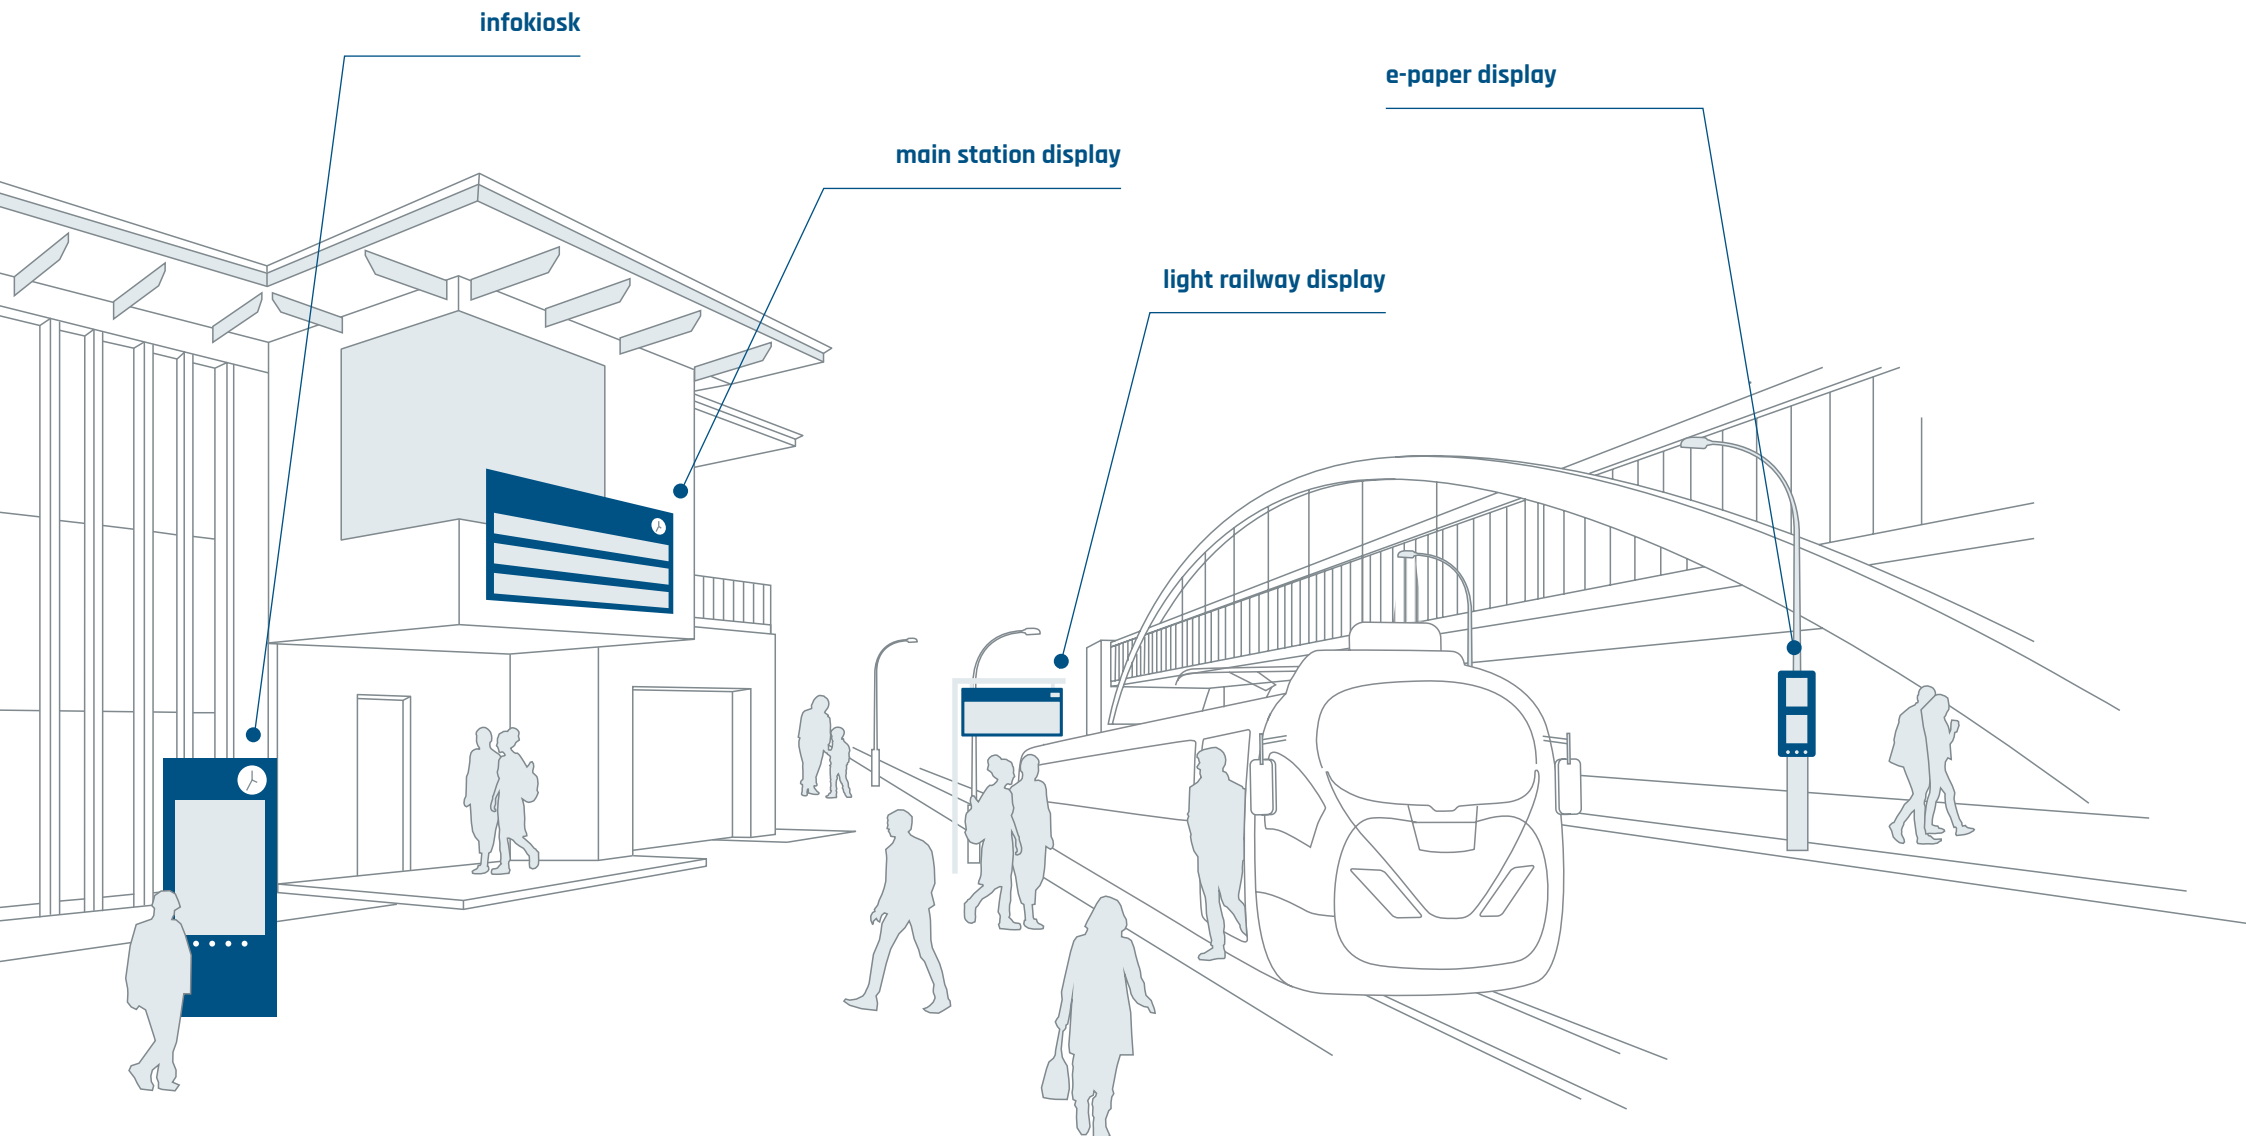 infokiosk
e-paper display
main station display
light railway display